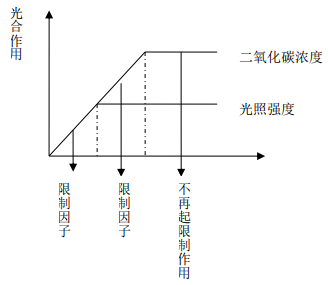 光合作用
二氧化碳浓度
光照强度
限制因子
限制因子
不再起限制作用